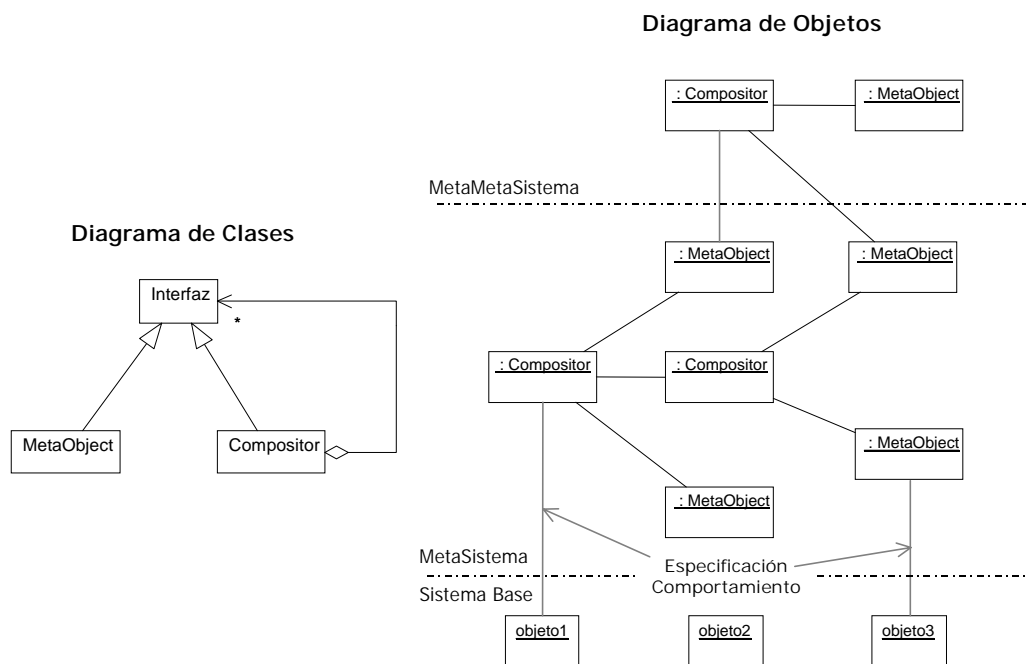 Diagrama de Objetos
: Compositor
: MetaObject
MetaMetaSistema
Diagrama de Clases
: MetaObject
: MetaObject
Interfaz
*
: Compositor
: Compositor
MetaObject
Compositor
: MetaObject
: MetaObject
MetaSistema
Especificación
Comportamiento
Sistema Base
objeto1
objeto2
objeto3